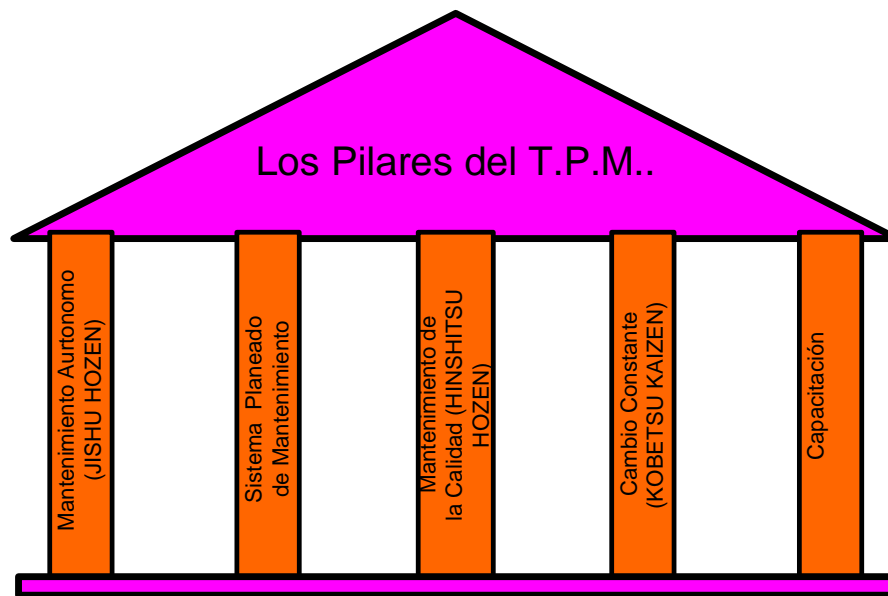 Los Pilares del T.P.M..
Mantenimiento Aurtonomo
(JISHU HOZEN)
Sistema Planeado
de Mantenimiento
Mantenimiento de
la Calidad (HINSHITSU
HOZEN)
Cambio Constante
(KOBETSU KAIZEN)
Capacitación